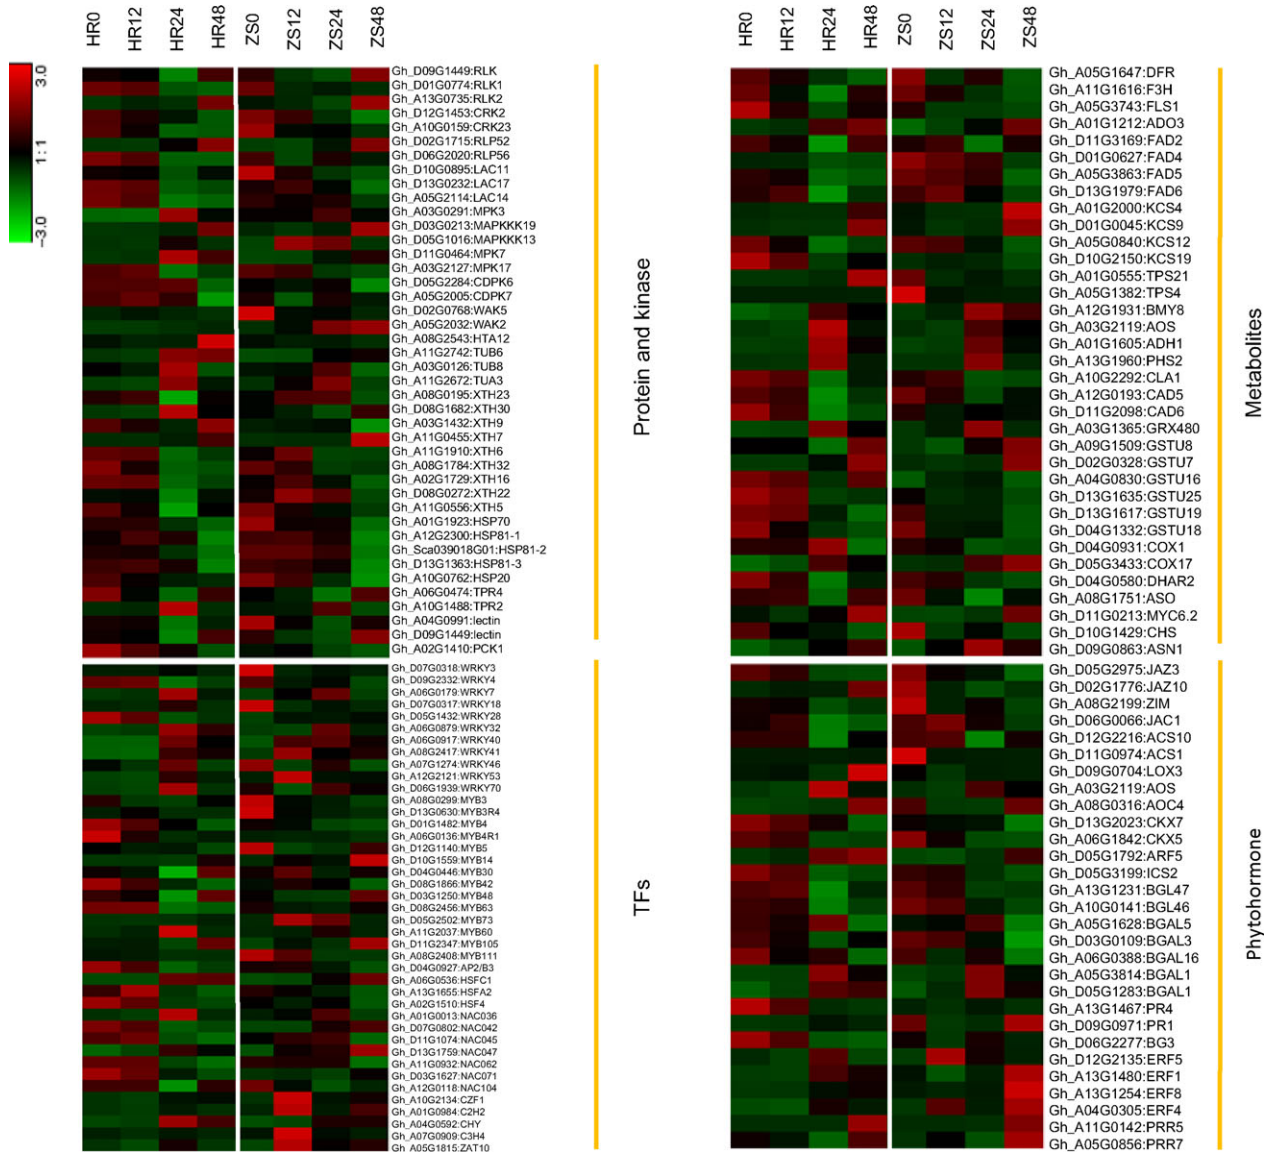 HR0 HR12 HR24 HR48 ZS0 ZS12 ZS24 ZS48
3.0
1:1
−3.0
Gh_D09G1449:RLK
Gh_D01G0774:RLK1
Gh_A13G0735:RLK2
Gh_D12G1453:CRK2
Gh_A10G0159:CRK23
Gh_D02G1715:RLP52
Gh_D06G2020:RLP56
Gh_D10G0895:LAC11
Gh_D13G0232:LAC17
Gh_A05G2114:LAC14
Gh_A03G0291:MPK3
Gh_D03G0213:MAPKKK19
Gh_D05G1016:MAPKKK13
Gh_D11G0464:MPK7
Gh_A03G2127:MPK17
Gh_D05G2284:CDPK6
Gh_A05G2005:CDPK7
Gh_D02G0768:WAK5
Gh_A05G2032:WAK2
Gh_A08G2543:HTA12
Gh_A11G2742:TUB6
Gh_A03G0126:TUB8
Gh_A11G2672:TUA3
Gh_A08G0195:XTH23
Gh_D08G1682:XTH30
Gh_A03G1432:XTH9
Gh_A11G0455:XTH7
Gh_A11G1910:XTH6
Gh_A08G1784:XTH32
Gh_A02G1729:XTH16
Gh_D08G0272:XTH22
Gh_A11G0556:XTH5
Gh_A01G1923:HSP70
Gh_A12G2300:HSP81-1
Gh_Sca039018G01:HSP81-2
Gh_D13G1363:HSP81-3
Gh_A10G0762:HSP20
Gh_A06G0474:TPR4
Gh_A10G1488:TPR2
Gh_A04G0991:lectin
Gh_D09G1449:lectin
Gh_A02G1410:PCK1
Protein and kinase
Gh_D07G0318:WRKY3
Gh_D09G2332:WRKY4
Gh_A06G0179:WRKY7
Gh_D07G0317:WRKY18
Gh_D05G1432:WRKY28
Gh_A06G0879:WRKY32
Gh_A06G0917:WRKY40
Gh_A08G2417:WRKY41
Gh_A07G1274:WRKY46
Gh_A12G2121:WRKY53
Gh_D06G1939:WRKY70
Gh_A08G0299:MYB3
Gh_D13G0630:MYB3R4
Gh_D01G1482:MYB4
Gh_A06G0136:MYB4R1
Gh_D12G1140:MYB5
Gh_D10G1559:MYB14
Gh_D04G0446:MYB30
Gh_D08G1866:MYB42
Gh_D03G1250:MYB48
Gh_D08G2456:MYB63
Gh_D05G2502:MYB73
Gh_A11G2037:MYB60
Gh_D11G2347:MYB105
Gh_A08G2408:MYB111
Gh_D04G0927:AP2/B3
Gh_A06G0536:HSFC1
Gh_A13G1655:HSFA2
Gh_A02G1510:HSF4
Gh_A01G0013:NAC036
Gh_D07G0802:NAC042
Gh_D11G1074:NAC045
Gh_D13G1759:NAC047
Gh_A11G0932:NAC062
Gh_D03G1627:NAC071
Gh_A12G0118:NAC104
Gh_A10G2134:CZF1
Gh_A01G0984:C2H2
Gh_A04G0592:CHY
Gh_A07G0909:C3H4
Gh_A05G1815:ZAT10
TFs
HR0 HR12 HR24 HR48 ZS0 ZS12 ZS24 ZS48
Gh_A05G1647:DFR
Gh_A11G1616:F3H
Gh_A05G3743:FLS1
Gh_A01G1212:ADO3
Gh_D11G3169:FAD2
Gh_D01G0627:FAD4
Gh_A05G3863:FAD5
Gh_D13G1979:FAD6
Gh_A01G2000:KCS4
Gh_D01G0045:KCS9
Gh_A05G0840:KCS12
Gh_D10G2150:KCS19
Gh_A01G0555:TPS21
Gh_A05G1382:TPS4
Gh_A12G1931:BMY8
Gh_A03G2119:AOS
Gh_A01G1605:ADH1
Gh_A13G1960:PHS2
Gh_A10G2292:CLA1
Gh_A12G0193:CAD5
Gh_D11G2098:CAD6
Gh_A03G1365:GRX480
Gh_A09G1509:GSTU8
Gh_D02G0328:GSTU7
Gh_A04G0830:GSTU16
Gh_D13G1635:GSTU25
Gh_D13G1617:GSTU19
Gh_D04G1332:GSTU18
Gh_D04G0931:COX1
Gh_D05G3433:COX17
Gh_D04G0580:DHAR2
Gh_A08G1751:ASO
Gh_D11G0213:MYC6.2
Gh_D10G1429:CHS
Gh_D09G0863:ASN1
Metabolites
Gh_D05G2975:JAZ3
Gh_D02G1776:JAZ10
Gh_A08G2199:ZIM
Gh_D06G0066:JAC1
Gh_D12G2216:ACS10
Gh_D11G0974:ACS1
Gh_D09G0704:LOX3
Gh_A03G2119:AOS
Gh_A08G0316:AOC4
Gh_D13G2023:CKX7
Gh_A06G1842:CKX5
Gh_D05G1792:ARF5
Gh_D05G3199:ICS2
Gh_A13G1231:BGL47
Gh_A10G0141:BGL46
Gh_A05G1628:BGAL5
Gh_D03G0109:BGAL3
Gh_A06G0388:BGAL16
Gh_A05G3814:BGAL1
Gh_D05G1283:BGAL1
Gh_A13G1467:PR4
Gh_D09G0971:PR1
Gh_D06G2277:BG3
Gh_D12G2135:ERF5
Gh_A13G1480:ERF1
Gh_A13G1254:ERF8
Gh_A04G0305:ERF4
Gh_A11G0142:PRR5
Gh_A05G0856:PRR7
Phytohormone